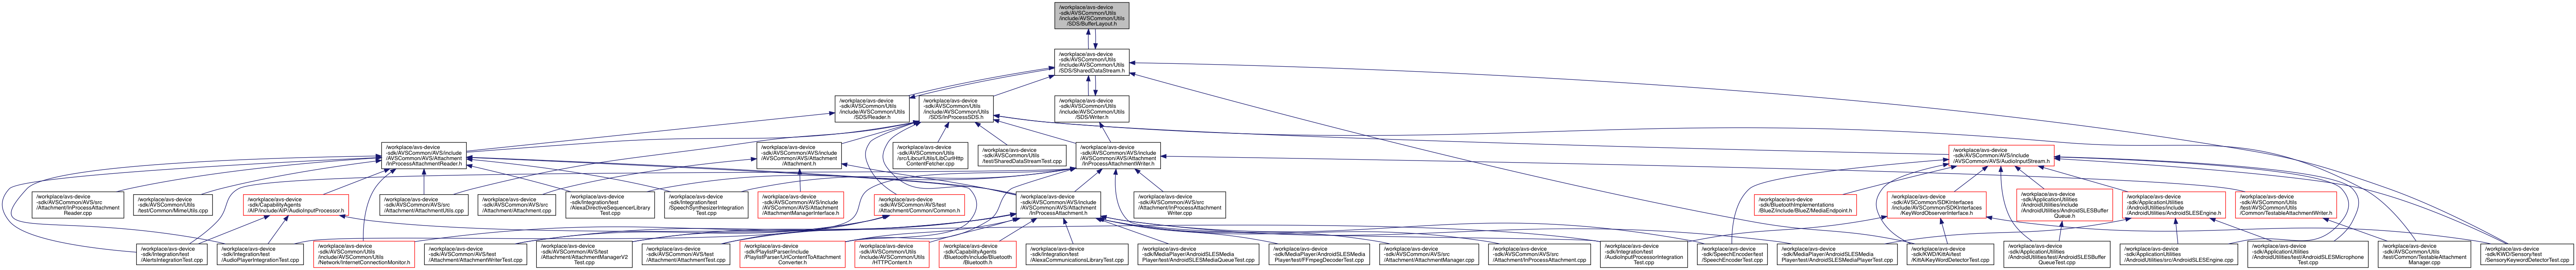 /workplace/avs-device
-sdk/AVSCommon/Utils
/include/AVSCommon/Utils
/SDS/BufferLayout.h
/workplace/avs-device
-sdk/AVSCommon/Utils
/include/AVSCommon/Utils
/SDS/SharedDataStream.h
/workplace/avs-device
-sdk/AVSCommon/Utils
/include/AVSCommon/Utils
/SDS/Reader.h
/workplace/avs-device
-sdk/AVSCommon/Utils
/include/AVSCommon/Utils
/SDS/InProcessSDS.h
/workplace/avs-device
-sdk/AVSCommon/Utils
/include/AVSCommon/Utils
/SDS/Writer.h
/workplace/avs-device
-sdk/AVSCommon/AVS/include
/AVSCommon/AVS/Attachment
/InProcessAttachmentReader.h
/workplace/avs-device
-sdk/AVSCommon/AVS/include
/AVSCommon/AVS/Attachment
/Attachment.h
/workplace/avs-device
-sdk/AVSCommon/Utils
/src/LibcurlUtils/LibCurlHttp
ContentFetcher.cpp
/workplace/avs-device
-sdk/AVSCommon/Utils
/test/SharedDataStreamTest.cpp
/workplace/avs-device
-sdk/AVSCommon/AVS/include
/AVSCommon/AVS/Attachment
/InProcessAttachmentWriter.h
/workplace/avs-device
-sdk/AVSCommon/AVS/include
/AVSCommon/AVS/AudioInputStream.h
/workplace/avs-device
-sdk/AVSCommon/AVS/src
/Attachment/InProcessAttachment
Reader.cpp
/workplace/avs-device
-sdk/AVSCommon/Utils
/test/Common/MimeUtils.cpp
/workplace/avs-device
-sdk/CapabilityAgents
/AIP/include/AIP/AudioInputProcessor.h
/workplace/avs-device
-sdk/AVSCommon/AVS/src
/Attachment/AttachmentUtils.cpp
/workplace/avs-device
-sdk/AVSCommon/AVS/src
/Attachment/Attachment.cpp
/workplace/avs-device
-sdk/Integration/test
/AlexaDirectiveSequencerLibrary
Test.cpp
/workplace/avs-device
-sdk/Integration/test
/SpeechSynthesizerIntegration
Test.cpp
/workplace/avs-device
-sdk/AVSCommon/AVS/include
/AVSCommon/AVS/Attachment
/AttachmentManagerInterface.h
/workplace/avs-device
-sdk/AVSCommon/AVS/test
/Attachment/Common/Common.h
/workplace/avs-device
-sdk/AVSCommon/AVS/include
/AVSCommon/AVS/Attachment
/InProcessAttachment.h
/workplace/avs-device
-sdk/AVSCommon/AVS/src
/Attachment/InProcessAttachment
Writer.cpp
/workplace/avs-device
-sdk/Bluetooth/Implementations
/BlueZ/include/BlueZ/MediaEndpoint.h
/workplace/avs-device
-sdk/AVSCommon/SDKInterfaces
/include/AVSCommon/SDKInterfaces
/KeyWordObserverInterface.h
/workplace/avs-device
-sdk/ApplicationUtilities
/AndroidUtilities/include
/AndroidUtilities/AndroidSLESBuffer
Queue.h
/workplace/avs-device
-sdk/ApplicationUtilities
/AndroidUtilities/include
/AndroidUtilities/AndroidSLESEngine.h
/workplace/avs-device
-sdk/AVSCommon/Utils
/test/AVSCommon/Utils
/Common/TestableAttachmentWriter.h
/workplace/avs-device
-sdk/Integration/test
/AlertsIntegrationTest.cpp
/workplace/avs-device
-sdk/Integration/test
/AudioPlayerIntegrationTest.cpp
/workplace/avs-device
-sdk/AVSCommon/Utils
/include/AVSCommon/Utils
/Network/InternetConnectionMonitor.h
/workplace/avs-device
-sdk/AVSCommon/AVS/test
/Attachment/AttachmentWriterTest.cpp
/workplace/avs-device
-sdk/AVSCommon/AVS/test
/Attachment/AttachmentManagerV2
Test.cpp
/workplace/avs-device
-sdk/AVSCommon/AVS/test
/Attachment/AttachmentTest.cpp
/workplace/avs-device
-sdk/PlaylistParser/include
/PlaylistParser/UrlContentToAttachment
Converter.h
/workplace/avs-device
-sdk/AVSCommon/Utils
/include/AVSCommon/Utils
/HTTPContent.h
/workplace/avs-device
-sdk/CapabilityAgents
/Bluetooth/include/Bluetooth
/Bluetooth.h
/workplace/avs-device
-sdk/Integration/test
/AlexaCommunicationsLibraryTest.cpp
/workplace/avs-device
-sdk/MediaPlayer/AndroidSLESMedia
Player/test/AndroidSLESMediaQueueTest.cpp
/workplace/avs-device
-sdk/MediaPlayer/AndroidSLESMedia
Player/test/FFmpegDecoderTest.cpp
/workplace/avs-device
-sdk/AVSCommon/AVS/src
/Attachment/AttachmentManager.cpp
/workplace/avs-device
-sdk/AVSCommon/AVS/src
/Attachment/InProcessAttachment.cpp
/workplace/avs-device
-sdk/Integration/test
/AudioInputProcessorIntegration
Test.cpp
/workplace/avs-device
-sdk/SpeechEncoder/test
/SpeechEncoderTest.cpp
/workplace/avs-device
-sdk/MediaPlayer/AndroidSLESMedia
Player/test/AndroidSLESMediaPlayerTest.cpp
/workplace/avs-device
-sdk/KWD/KittAi/test
/KittAiKeyWordDetectorTest.cpp
/workplace/avs-device
-sdk/ApplicationUtilities
/AndroidUtilities/test/AndroidSLESBuffer
QueueTest.cpp
/workplace/avs-device
-sdk/ApplicationUtilities
/AndroidUtilities/src/AndroidSLESEngine.cpp
/workplace/avs-device
-sdk/ApplicationUtilities
/AndroidUtilities/test/AndroidSLESMicrophone
Test.cpp
/workplace/avs-device
-sdk/AVSCommon/Utils
/test/Common/TestableAttachment
Manager.cpp
/workplace/avs-device
-sdk/KWD/Sensory/test
/SensoryKeywordDetectorTest.cpp